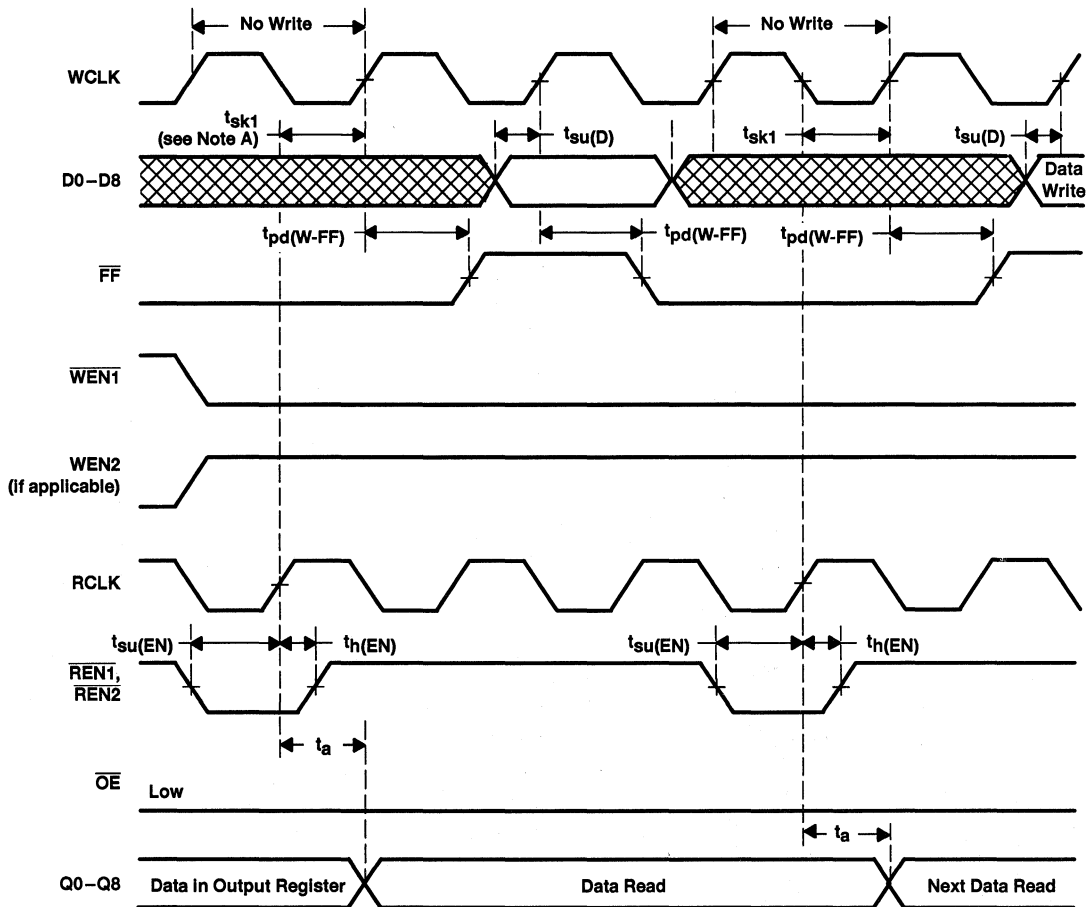 No Write
No Write
WCLK
tsk1
(see Note A)
tsu(D)
tsk1
tsu(D)
D0–D8
Data
Write
tpd(W-FF)
tpd(W-FF)
tpd(W-FF)
FF
WEN1
WEN2
(if applicable)
RCLK
tsu(EN)
th(EN)
tsu(EN)
th(EN)
REN1,
REN2
ta
OE
Low
ta
Q0–Q8
Data in Output Register
Data Read
Next Data Read